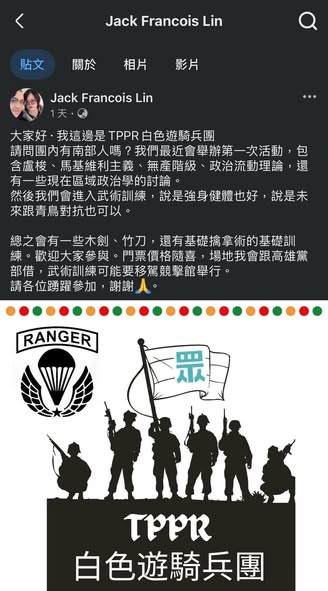 Jack Francois Lin
貼文
關於
相片
影片
Jack Francois Lin
1天·
大家好·我這邊是 TPPR 白色遊騎兵團
請問團內有南部人嗎？我們最近會舉辦第一次活動，包
含盧梭、馬基維利主義、無產階級、政治流動理論，還
有一些現在區域政治學的討論。
然後我們會進入武術訓練，說是強身健體也好，說是未
來跟青鳥對抗也可以。
總之會有一些木劍、竹刀，還有基礎擒拿術的基礎訓
練。歡迎大家參與。門票價格隨喜，場地我會跟高雄黨
部借，武術訓練可能要移駕競擊館舉行。
請各位踴躍參加，謝謝🙏。
RANGER
眾
TPPR
白色遊騎兵團